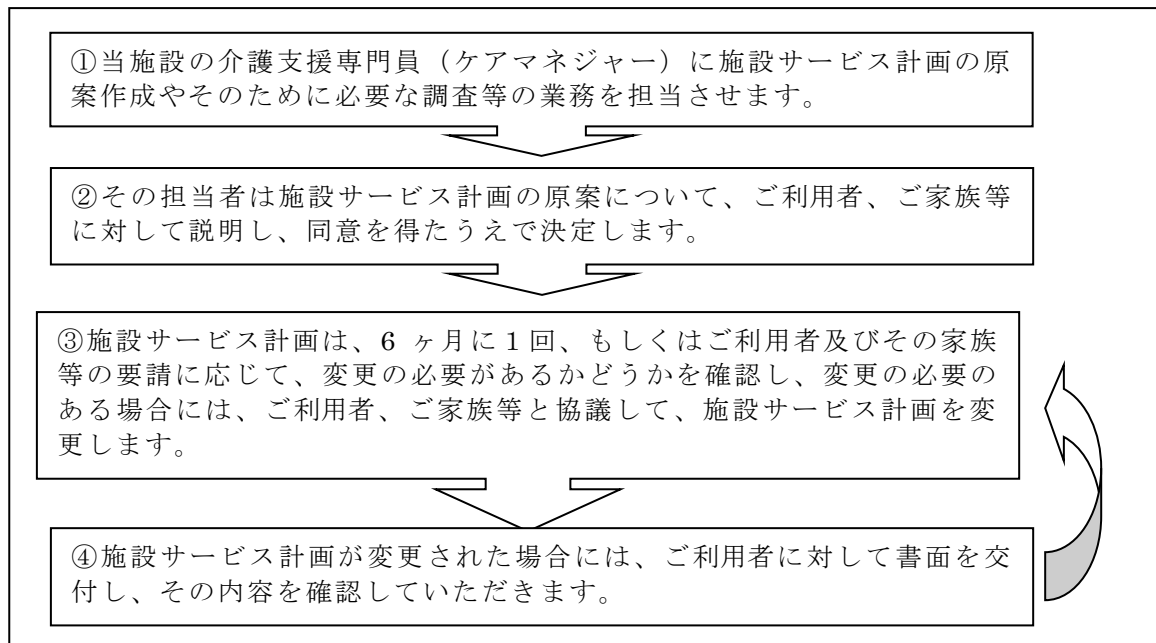 ①当施設の介護支援専門員（ケアマネジャー）に施設サービス計画の原
案作成やそのために必要な調査等の業務を担当させます。
②その担当者は施設サービス計画の原案について、ご利用者、ご家族等
に対して説明し、同意を得たうえで決定します。
③施設サービス計画は、6 ヶ月に１回、もしくはご利用者及びその家族
等の要請に応じて、変更の必要があるかどうかを確認し、変更の必要の
ある場合には、ご利用者、ご家族等と協議して、施設サービス計画を変
更します。
④施設サービス計画が変更された場合には、ご利用者に対して書面を交
付し、その内容を確認していただきます。